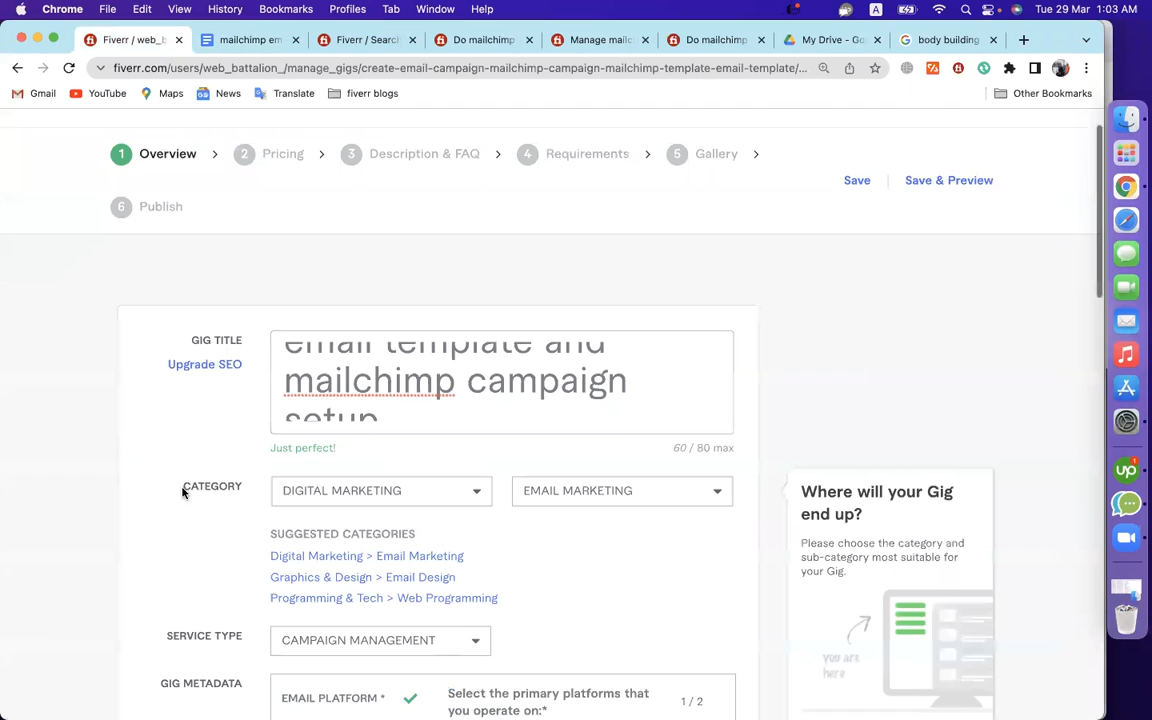 Chrome File Edit View History Bookmarks Profiles Tab Window Help
A Tue 29 Mar 1:03 AM
Fiverr / web_b
mailchimp em
Fiverr / Searc
Do mailchimp
Manage mailc
Do mailchimp
My Drive - Go
body building
fiverr.com/users/web_battalion_/manage_gigs/create-email-campaign-mailchimp-campaign-mailchimp-template-email-template/...
Gmail YouTube Maps News Translate fiverr blogs Other Bookmarks
1 Overview 2 Pricing 3 Description & FAQ 4 Requirements 5 Gallery
Save Save & Preview
6 Publish
GIG TITLE
Upgrade SEO
email template and
mailchimp campaign
setup
Just perfect! 60 / 80 max
CATEGORY DIGITAL MARKETING EMAIL MARKETING
SUGGESTED CATEGORIES
Digital Marketing > Email Marketing
Graphics & Design > Email Design
Programming & Tech > Web Programming
SERVICE TYPE CAMPAIGN MANAGEMENT
GIG METADATA
EMAIL PLATFORM *
Select the primary platforms that
you operate on:*
1 / 2
Where will your Gig
end up?
Please choose the category and
sub-category most suitable for
your Gig.
you are
here
up
1